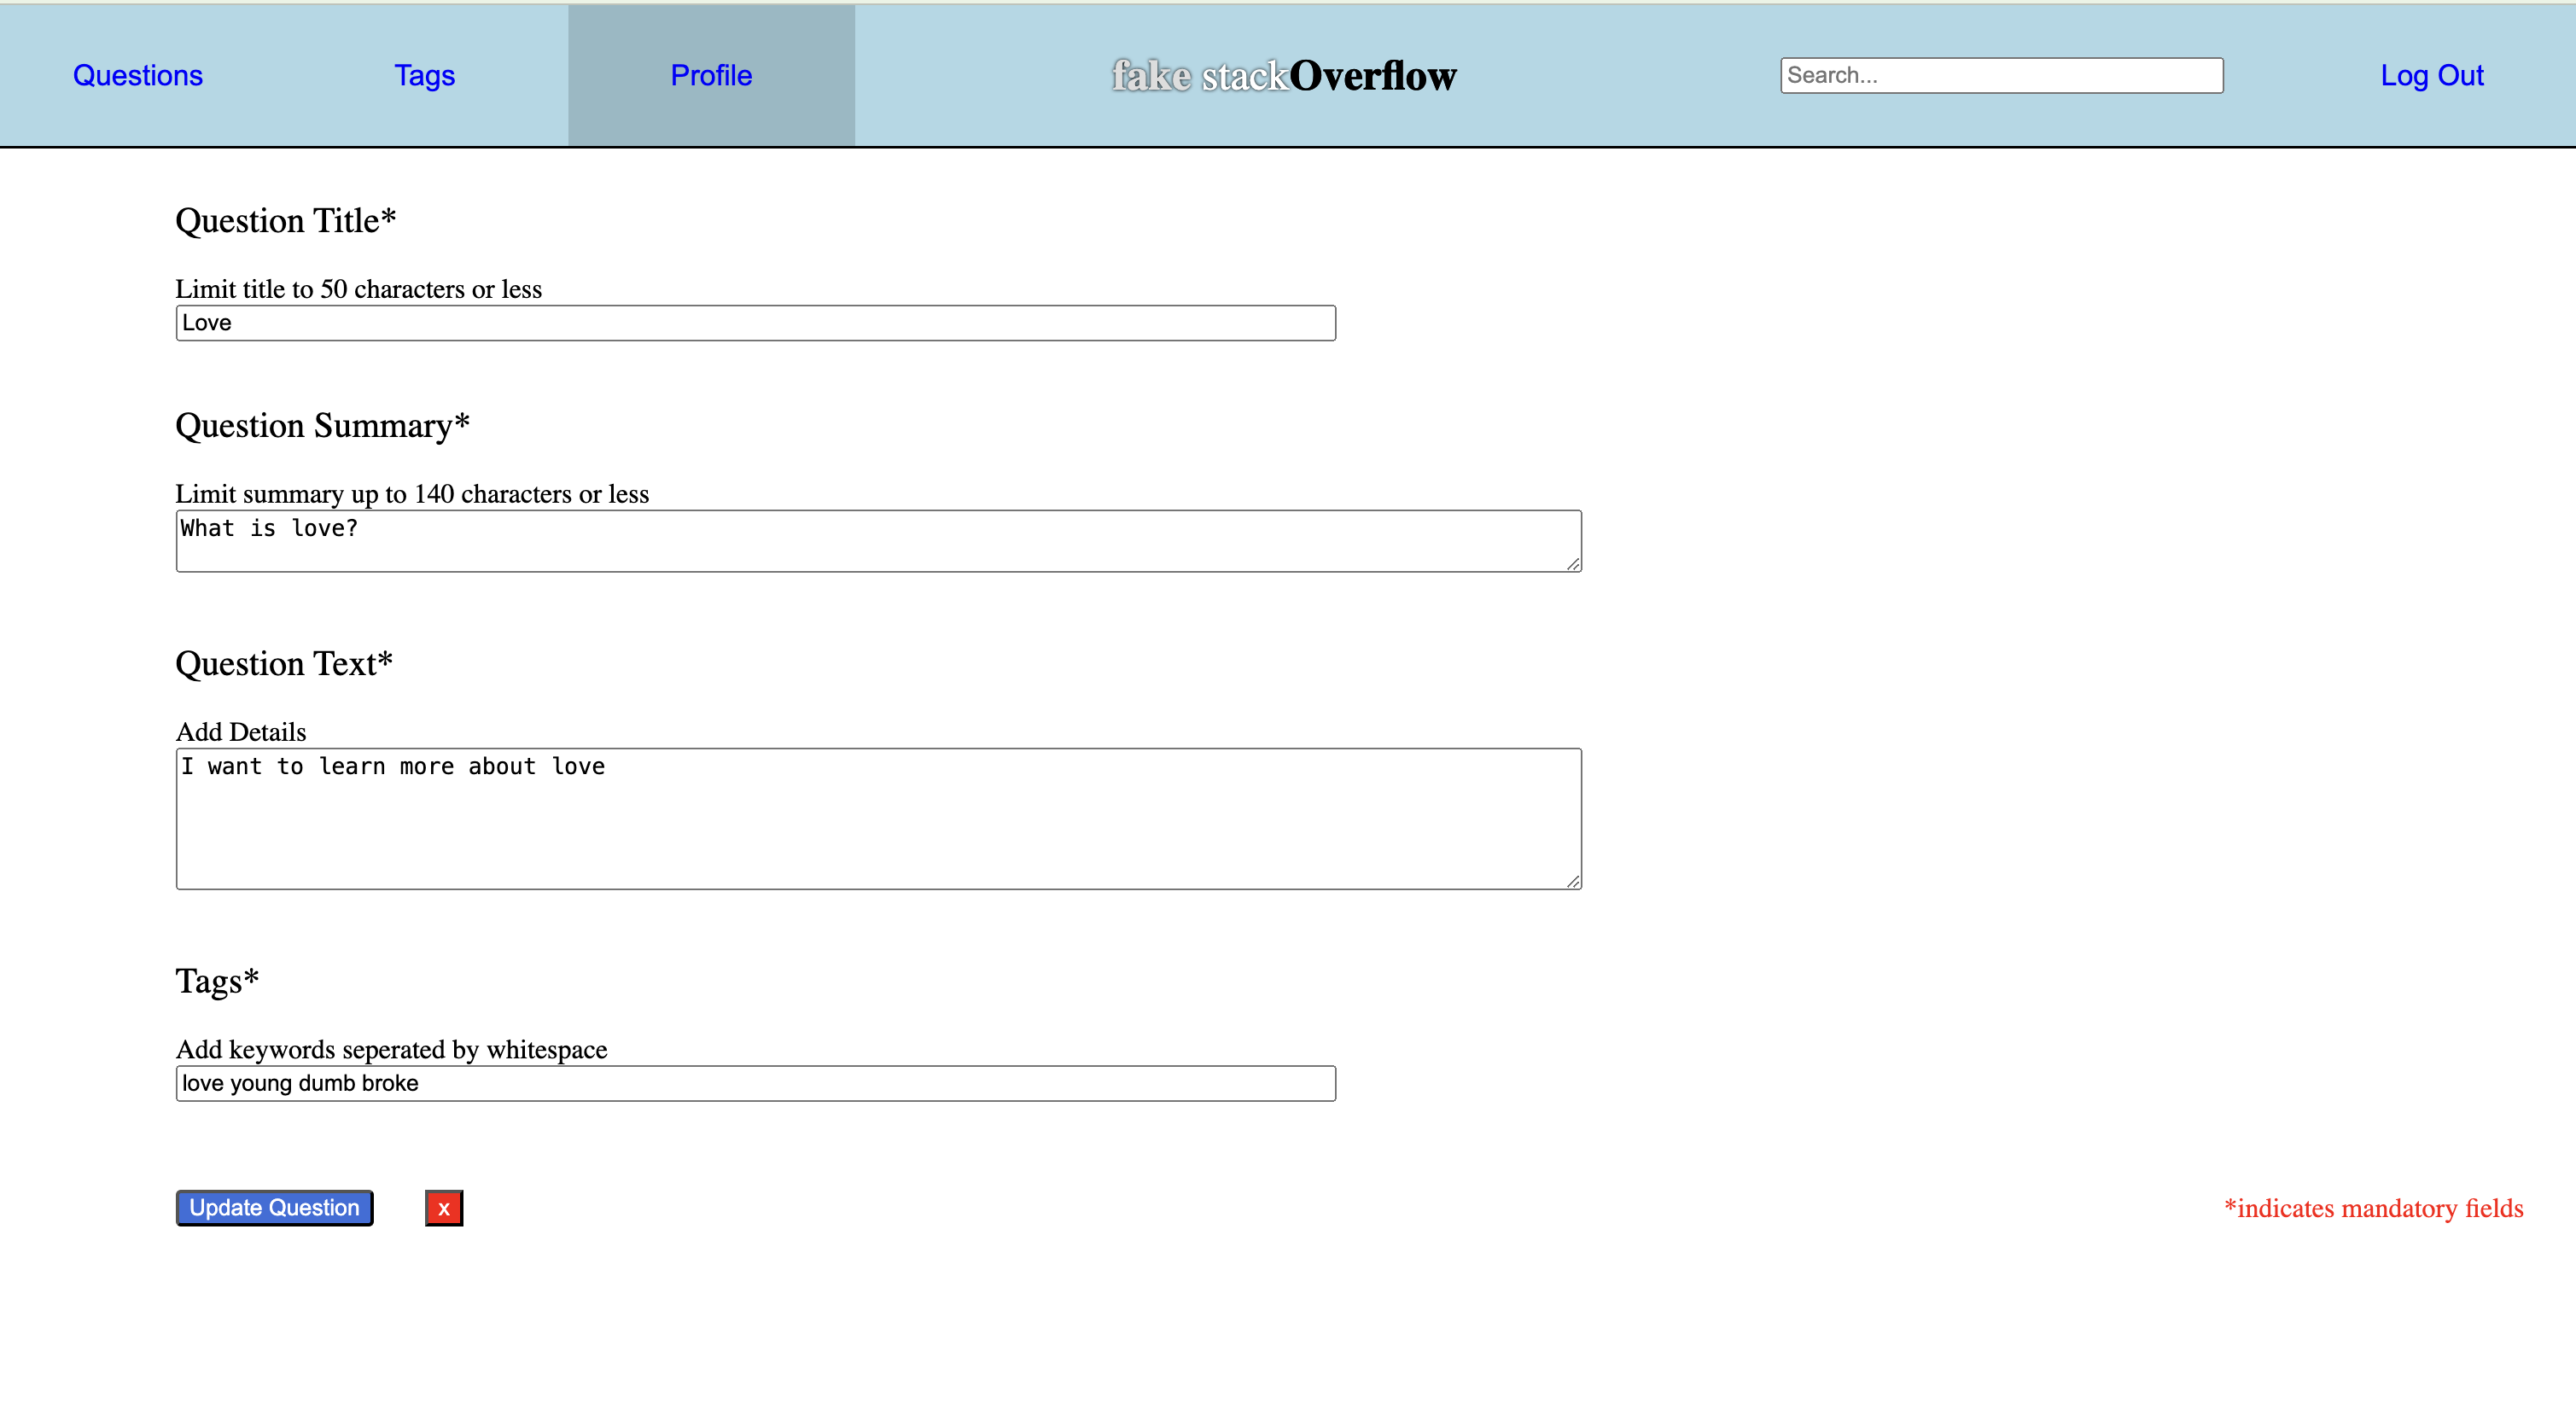 Questions Tags Profile fake stackOverflow Search... Log Out
Question Title*
Limit title to 50 characters or less
Love
Question Summary*
Limit summary up to 140 characters or less
What is love?
Question Text*
Add Details
I want to learn more about love
Tags*
Add keywords seperated by whitespace
love young dumb broke
Update Question x *indicates mandatory fields